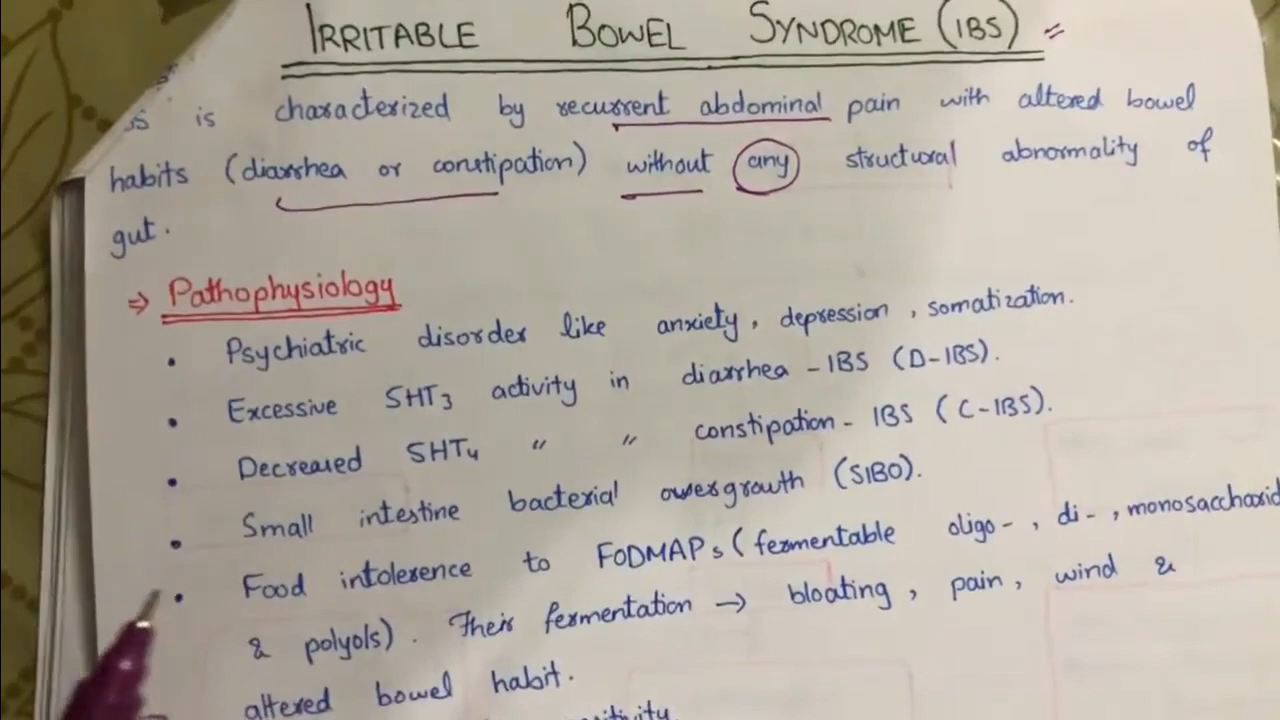 IRRITABLE BOWEL SYNDROME (IBS)
is characterized by recurrent abdominal pain with altered bowel
habits (diarrhea or constipation) without any structural abnormality of
gut.
⇒ Pathophysiology
• Psychiatric disorder like anxiety, depression, somatization.
• Excessive 5HT3 activity in diarrhea - IBS (D-IBS).
• Decreased 5HT4 " " constipation - IBS (C-IBS).
• Small intestine bacterial overgrowth (SIBO).
• Food intolerence to FODMAPs (fermentable oligo-, di-, monosaccharid
& polyols). Their fermentation → bloating, pain, wind &
altered bowel habit.